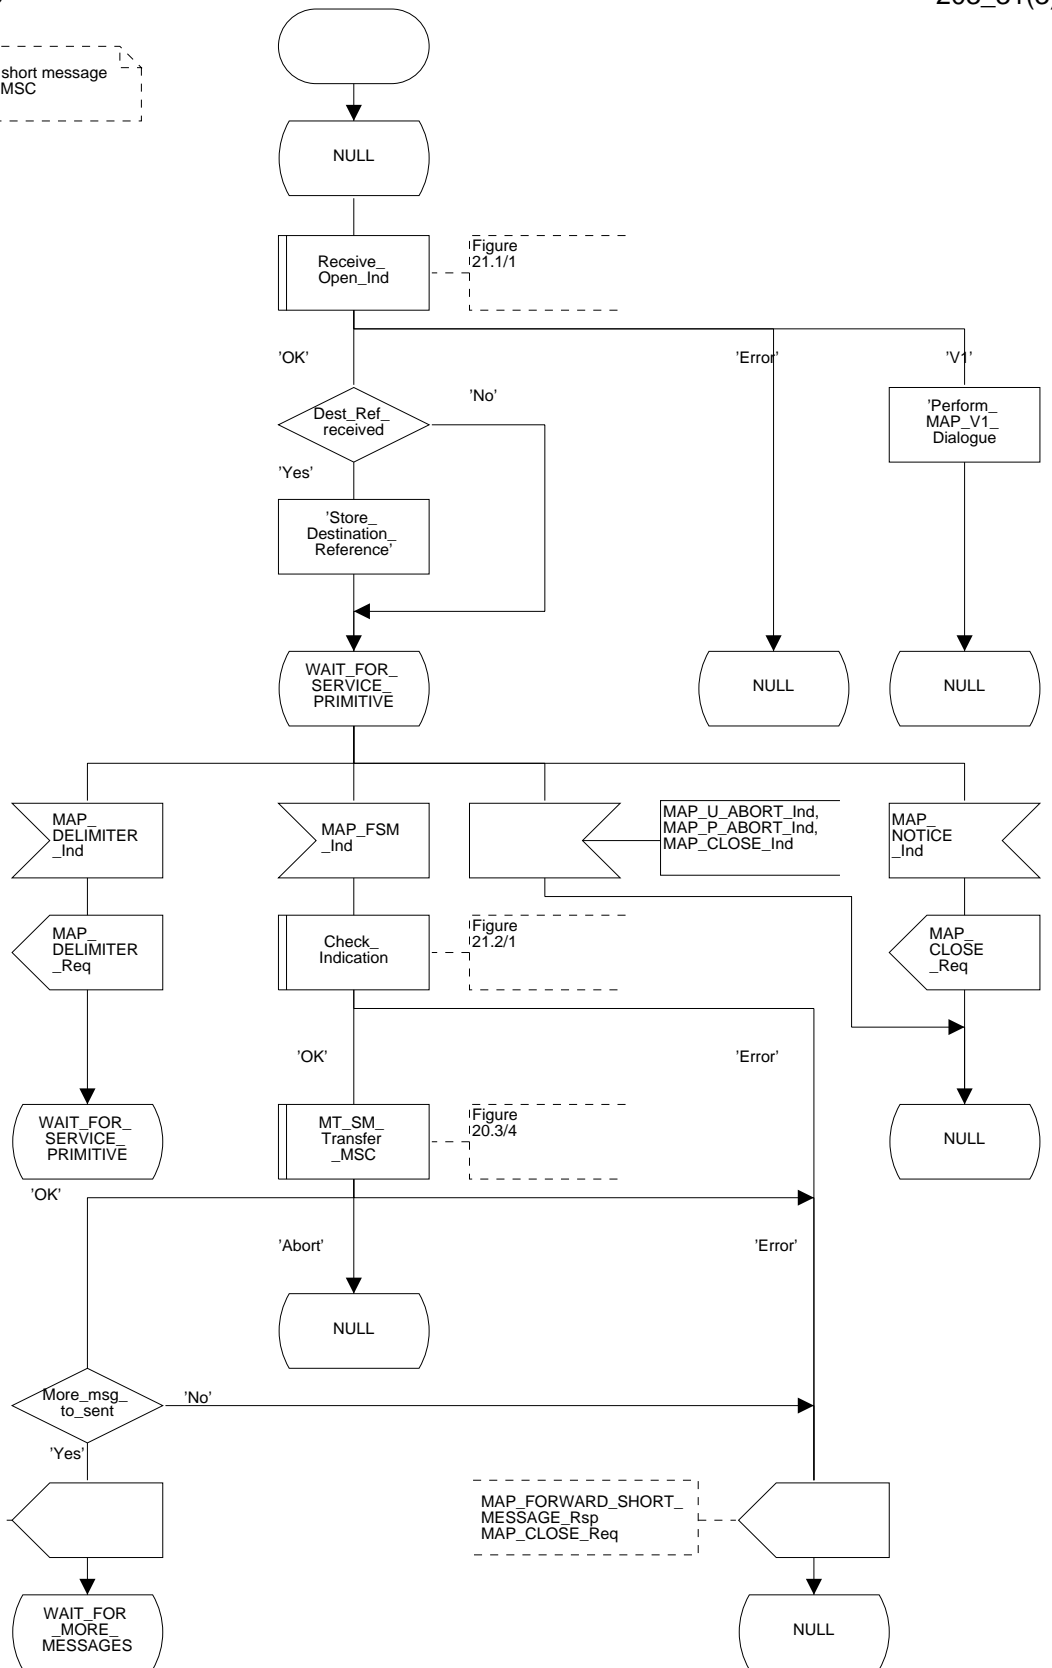 short message
MSC
NULL
Receive_
Open_Ind
Figure
21.1/1
'OK'
'Error'
'V1'
Dest_Ref_
received
'No'
'Perform_
MAP_V1_
Dialogue
'Yes'
'Store_
Destination_
Reference'
WAIT_FOR_
SERVICE_
PRIMITIVE
NULL
NULL
MAP_
DELIMITER
_Ind
MAP_FSM
_Ind
MAP_U_ABORT_Ind,
MAP_P_ABORT_Ind,
MAP_CLOSE_Ind
MAP_
NOTICE
_Ind
MAP_
DELIMITER
_Req
Check_
Indication
Figure
21.2/1
MAP_
CLOSE
_Req
'OK'
'Error'
WAIT_FOR_
SERVICE_
PRIMITIVE
MT_SM_
Transfer
_MSC
Figure
20.3/4
NULL
'OK'
'Abort'
'Error'
NULL
More_msg_
to_sent
'No'
'Yes'
MAP_FORWARD_SHORT_
MESSAGE_Rsp
MAP_CLOSE_Req
WAIT_FOR
_MORE_
MESSAGES
NULL